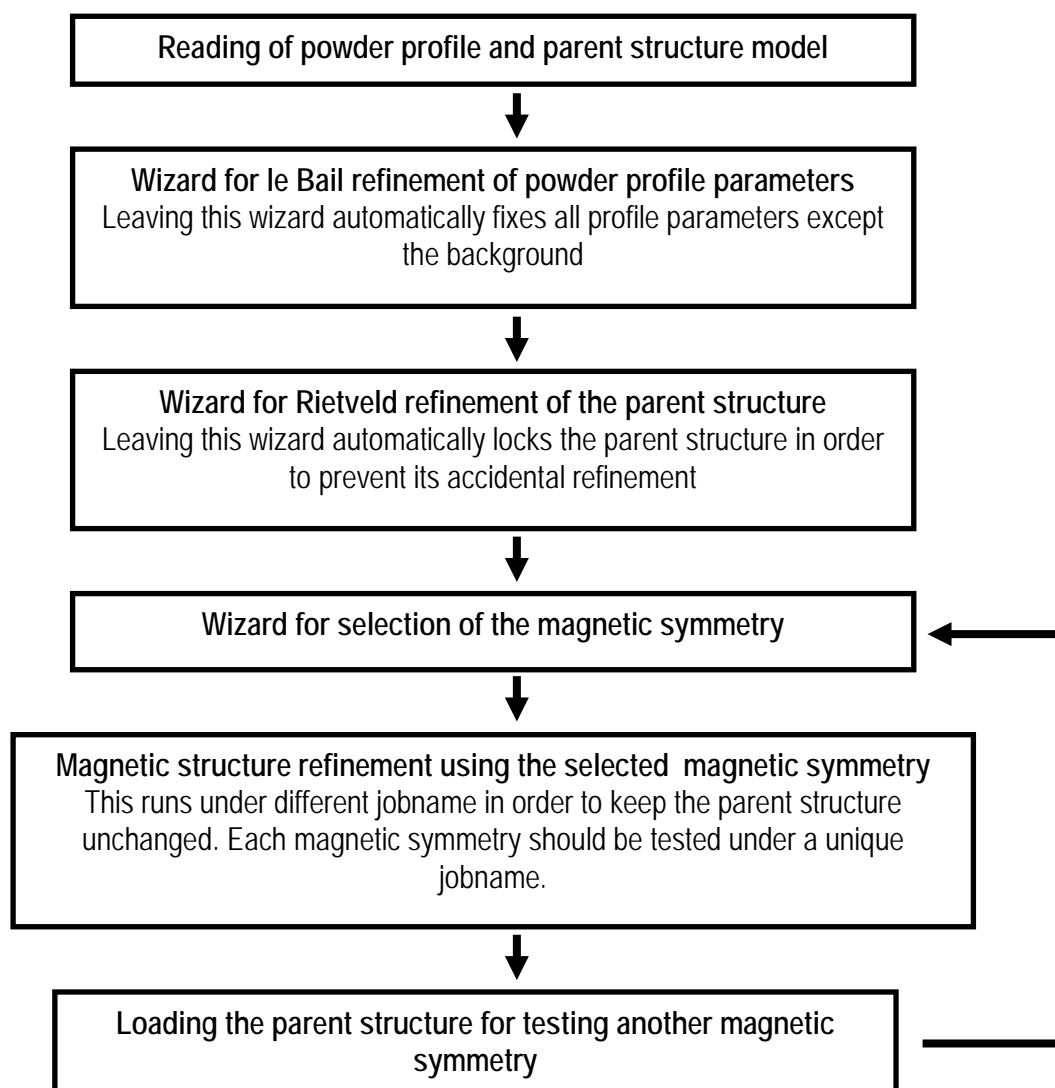 Reading of powder profile and parent structure model
Wizard for le Bail refinement of powder profile parameters
Leaving this wizard automatically fixes all profile parameters except
the background
Wizard for Rietveld refinement of the parent structure
Leaving this wizard automatically locks the parent structure in order
to prevent its accidental refinement
Wizard for selection of the magnetic symmetry
Magnetic structure refinement using the selected  magnetic symmetry
This runs under different jobname in order to keep the parent structure
unchanged. Each magnetic symmetry should be tested under a unique
jobname.
Loading the parent structure for testing another magnetic
symmetry